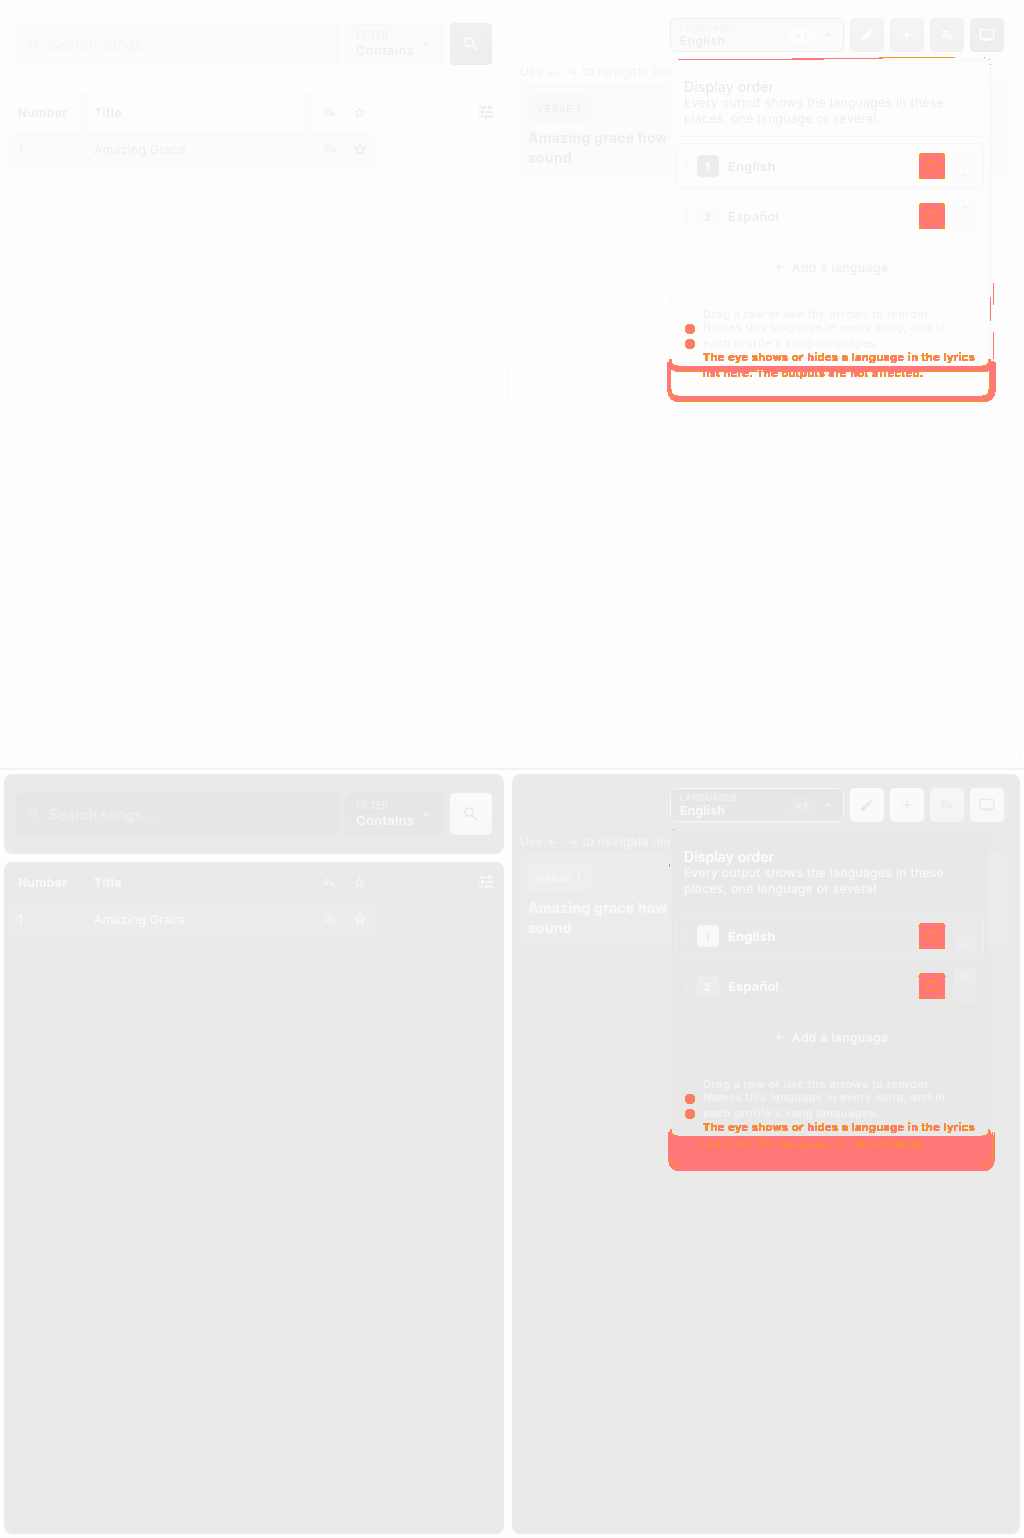 Search songs...
FILTER
Contains
LANGUAGES
English
+1
Use ← → to navigate line
Number
Title
1
Amazing Grace
VERSE 1
Amazing grace how
sound
Display order
Every output shows the languages in these
places, one language or several
1
English
2
Español
+ Add a language
Drag a row or use the arrows to reorder.
Names this language in every song, and in
each profile's song languages.
The eye shows or hides a language in the lyrics
list here. The outputs are not affected.
Search songs...
FILTER
Contains
LANGUAGES
English
+1
Use ← → to navigate line
Number
Title
1
Amazing Grace
VERSE 1
Amazing grace how
sound
Display order
Every output shows the languages in these
places, one language or several
1
English
2
Español
+ Add a language
Drag a row or use the arrows to reorder.
Names this language in every song, and in
each profile's song languages.
The eye shows or hides a language in the lyrics